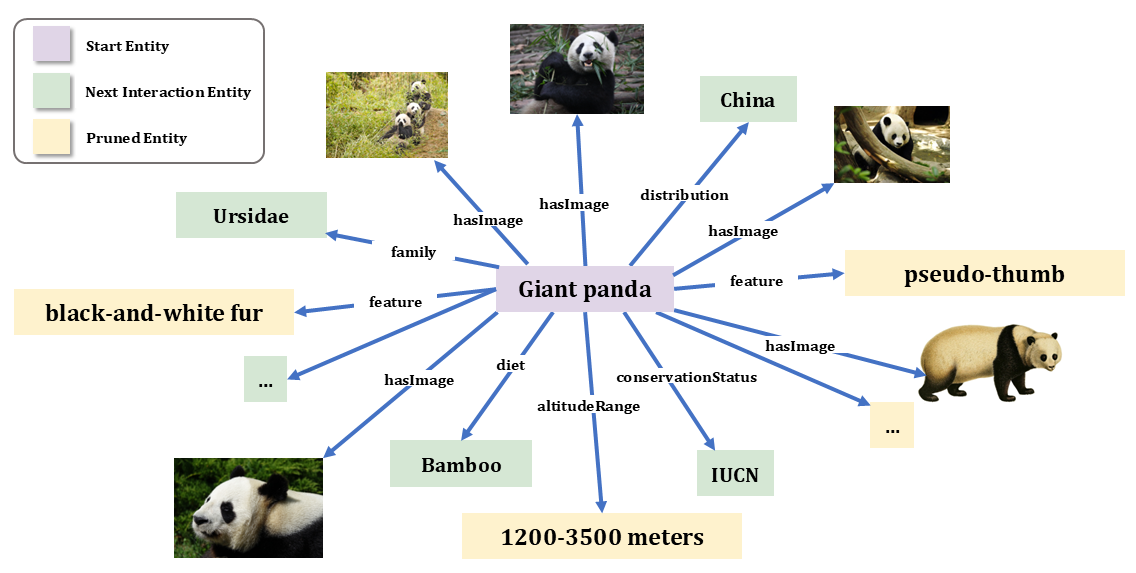 Start Entity
Next Interaction Entity
Pruned Entity
China
distribution
hasImage
hasImage
hasImage
Ursidae
family
feature
pseudo-thumb
Giant panda
black-and-white fur
feature
hasImage
...
hasImage
diet
conservationStatus
altitudeRange
...
Bamboo
IUCN
1200-3500 meters